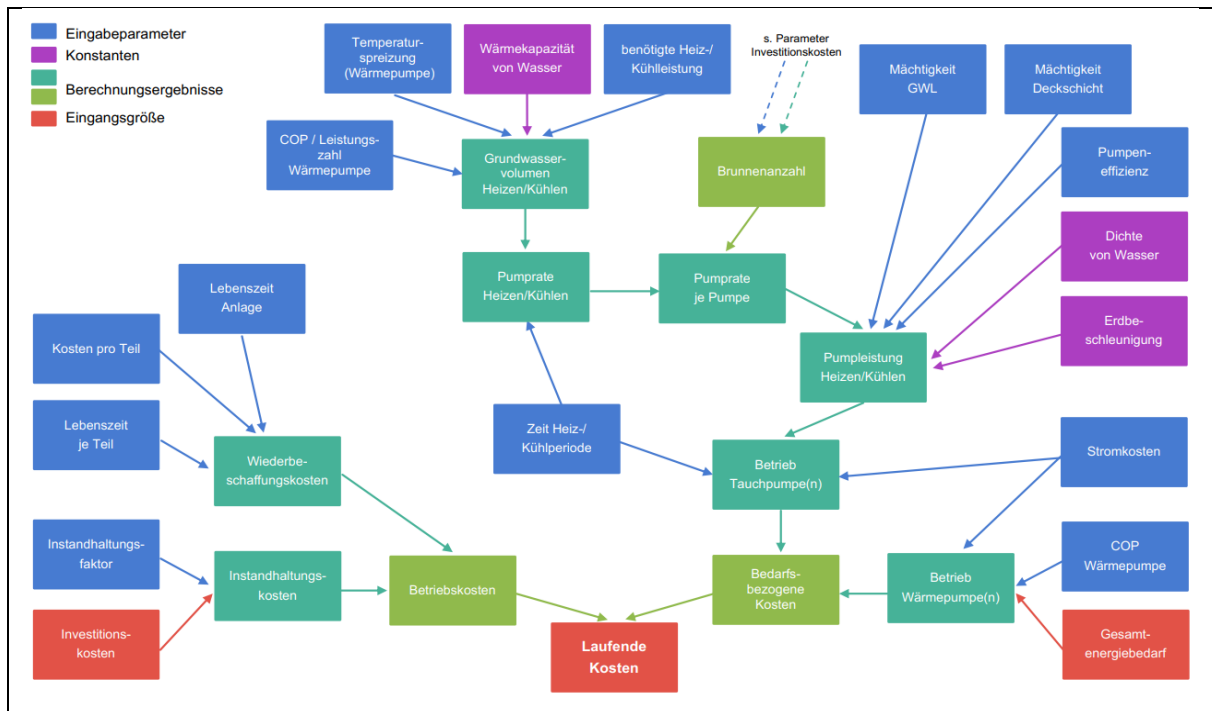 Eingabeparameter
Konstanten
Berechnungsergebnisse
Eingangsgröße
Temperatur-
spreizung
(Wärmepumpe)
Wärmekapazität
von Wasser
benötigte Heiz-/
Kühlleistung
s. Parameter
Investitionskosten
Mächtigkeit
GWL
Mächtigkeit
Deckschicht
COP / Leistungs-
zahl
Wärmepumpe
Grundwasser-
volumen
Heizen/Kühlen
Brunnenanzahl
Pumpen-
effizienz
Dichte
von Wasser
Lebenszeit
Anlage
Pumprate
Heizen/Kühlen
Pumprate
je Pumpe
Erdbe-
schleunigung
Kosten pro Teil
Pumpleistung
Heizen/Kühlen
Lebenszeit
je Teil
Zeit Heiz-/
Kühlperiode
Wiederbe-
schaffungskosten
Betrieb
Tauchpumpe(n)
Stromkosten
Instandhaltungs-
faktor
Instandhaltungs-
kosten
Betriebskosten
Bedarfs-
bezogene
Kosten
Betrieb
Wärmepumpe(n)
COP
Wärmepumpe
Investitions-
kosten
Laufende
Kosten
Gesamt-
energiebedarf